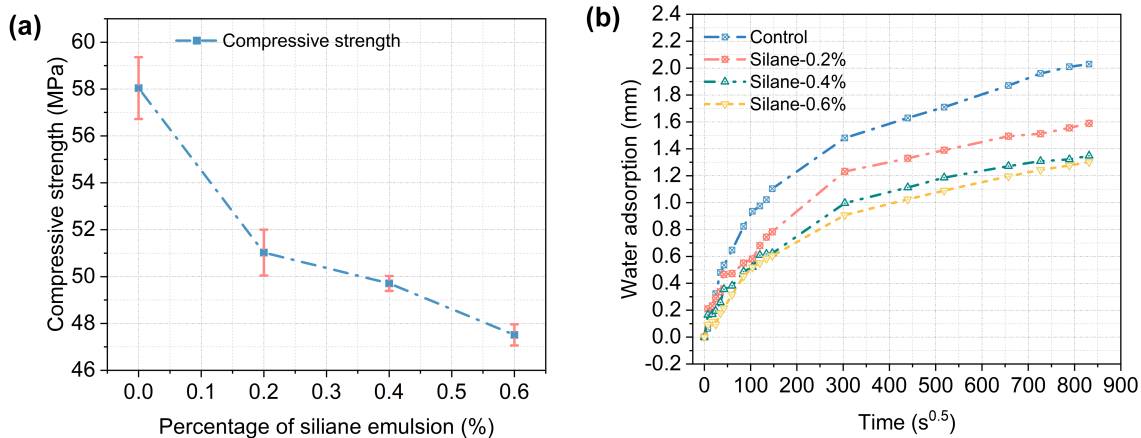 (a)
Compressive strength
Compressive strength (MPa)
60
58
56
54
52
50
48
46
0.0 0.1 0.2 0.3 0.4 0.5 0.6
Percentage of siliane emulsion (%)
(b)
Control
Silane-0.2%
Silane-0.4%
Silane-0.6%
Water adsorption (mm)
2.4
2.2
2.0
1.8
1.6
1.4
1.2
1.0
0.8
0.6
0.4
0.2
0.0
-0.2
0 100 200 300 400 500 600 700 800 900
Time (s^0.5)